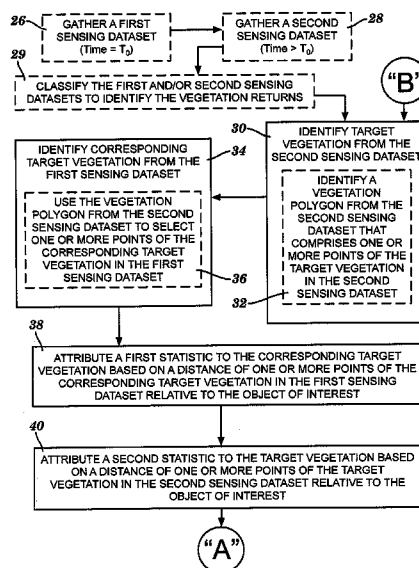 26
GATHER A FIRST
SENSING DATASET
(Time = T₀)
28
GATHER A SECOND
SENSING DATASET
(Time > T₀)
29
CLASSIFY THE FIRST AND/OR SECOND SENSING
DATASETS TO IDENTIFY THE VEGETATION RETURNS
"B"
30
IDENTIFY TARGET
VEGETATION FROM THE
SECOND SENSING DATASET
IDENTIFY A
VEGETATION
POLYGON FROM
THE SECOND
SENSING
DATASET THAT
COMPRISES ONE
OR MORE POINTS
OF THE TARGET
VEGETATION IN
THE SECOND
SENSING DATASET
32
34
IDENTIFY CORRESPONDING
TARGET VEGETATION FROM THE
FIRST SENSING DATASET
USE THE VEGETATION
POLYGON FROM THE
SECOND SENSING
DATASET TO SELECT
ONE OR MORE POINTS
OF THE
CORRESPONDING
TARGET VEGETATION
IN THE FIRST
SENSING DATASET
36
38
ATTRIBUTE A FIRST STATISTIC TO THE CORRESPONDING TARGET
VEGETATION BASED ON A DISTANCE OF ONE OR MORE POINTS OF
THE CORRESPONDING TARGET VEGETATION IN THE FIRST SENSING
DATASET RELATIVE TO THE OBJECT OF INTEREST
40
ATTRIBUTE A SECOND STATISTIC TO THE TARGET VEGETATION BASED
ON A DISTANCE OF ONE OR MORE POINTS OF THE TARGET
VEGETATION IN THE SECOND SENSING DATASET RELATIVE TO THE
OBJECT OF INTEREST
"A"